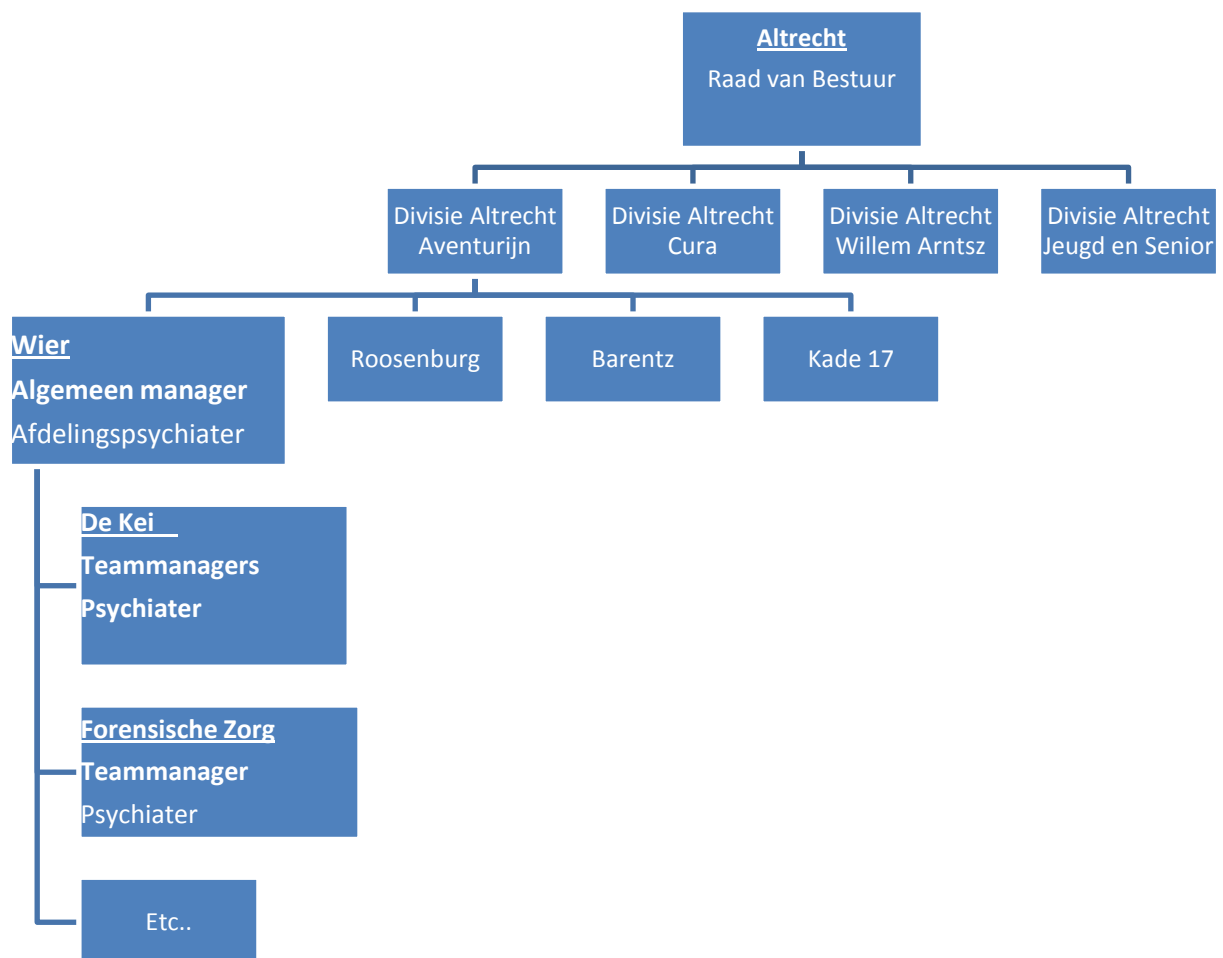 Altrecht
Raad van Bestuur
Divisie Altrecht
Aventurijn
Divisie Altrecht
Cura
Divisie Altrecht
Willem Arntsz
Divisie Altrecht
Jeugd en Senior
Wier
Algemeen manager
Afdelingspsychiater
Roosenburg
Barentz
Kade 17
De Kei
Teammanagers
Psychiater
Forensische Zorg
Teammanager
Psychiater
Etc..